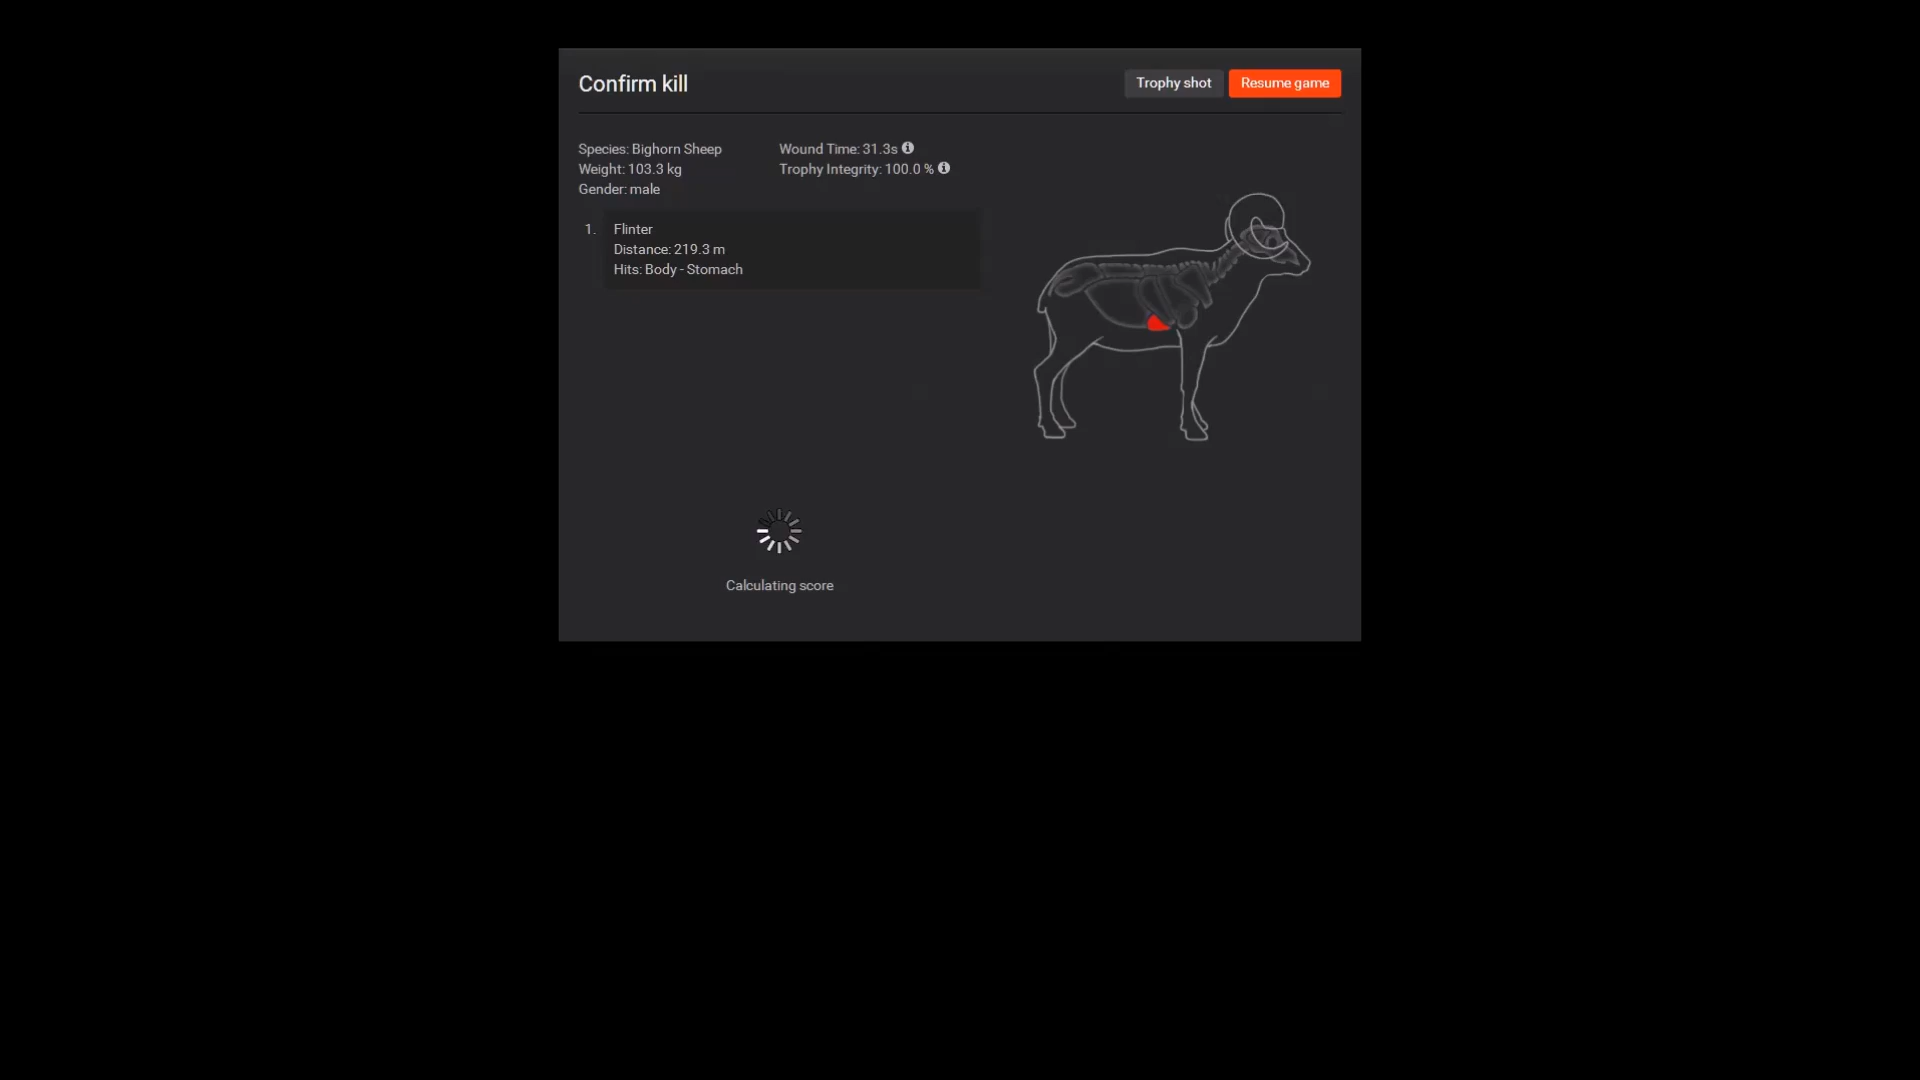 Confirm kill
Trophy shot
Resume game
Species: Bighorn Sheep
Weight: 103.3 kg
Gender: male
Wound Time: 31.3s
Trophy Integrity: 100.0 %
1.
Flinter
Distance: 219.3 m
Hits: Body - Stomach
Calculating score